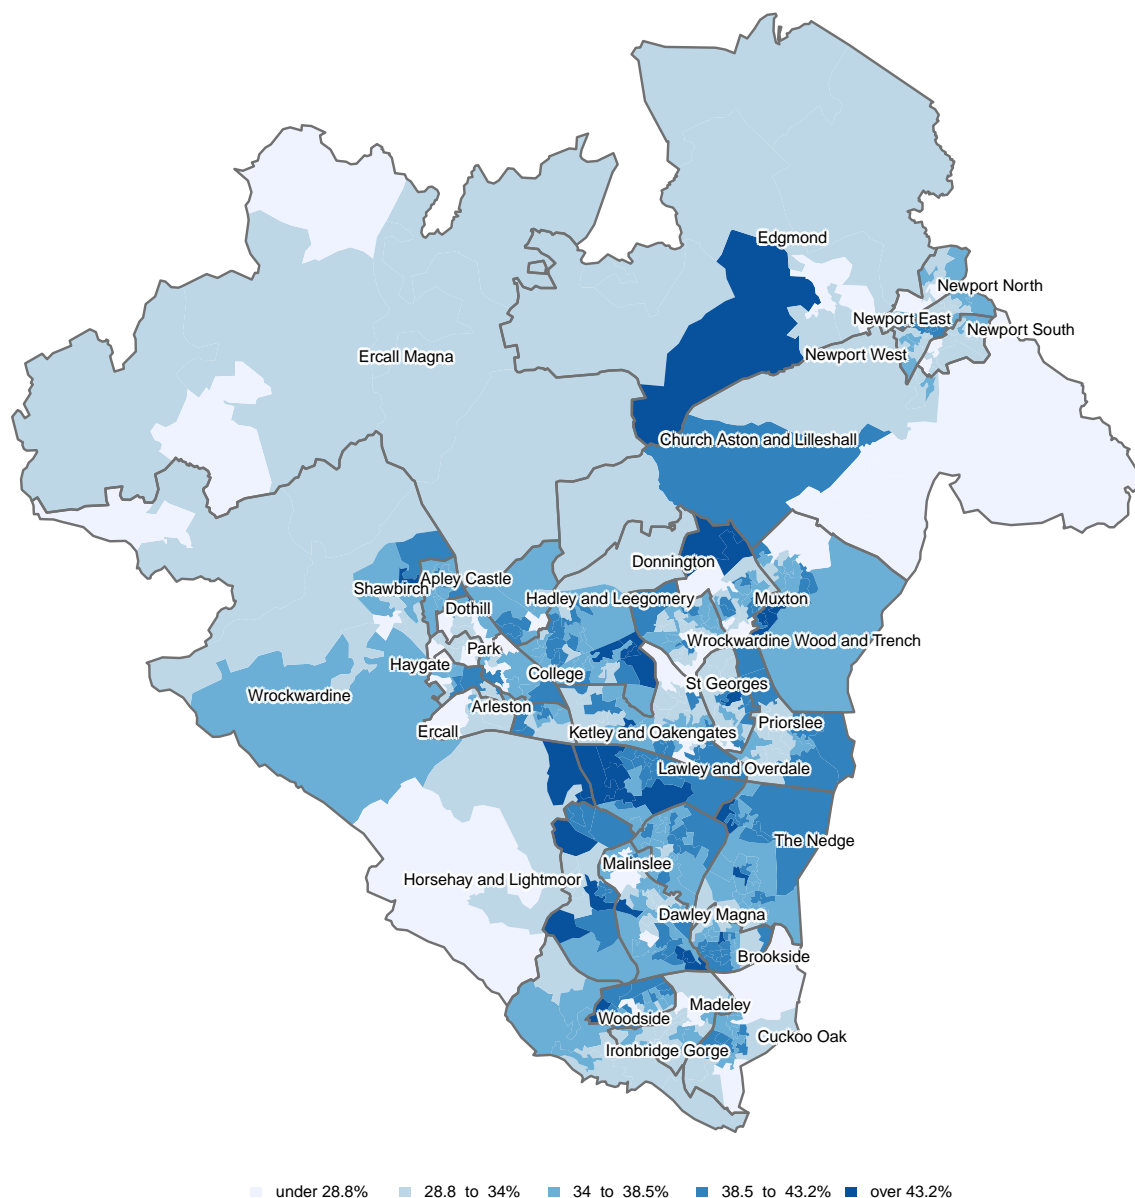 Edgmond
Newport North
Newport East
Newport South
Newport West
Ercall Magna
Church Aston and Lilleshall
Donnington
Apley Castle
Shawbirch
Hadley and Leegomery
Muxton
Dothill
Wrockwardine Wood and Trench
Park
Haygate
College
St Georges
Wrockwardine
Arleston
Priorslee
Ercall
Ketley and Oakengates
Lawley and Overdale
The Nedge
Malinslee
Horsehay and Lightmoor
Dawley Magna
Brookside
Madeley
Woodside
Cuckoo Oak
Ironbridge Gorge
under 28.8% 28.8 to 34% 34 to 38.5% 38.5 to 43.2% over 43.2%